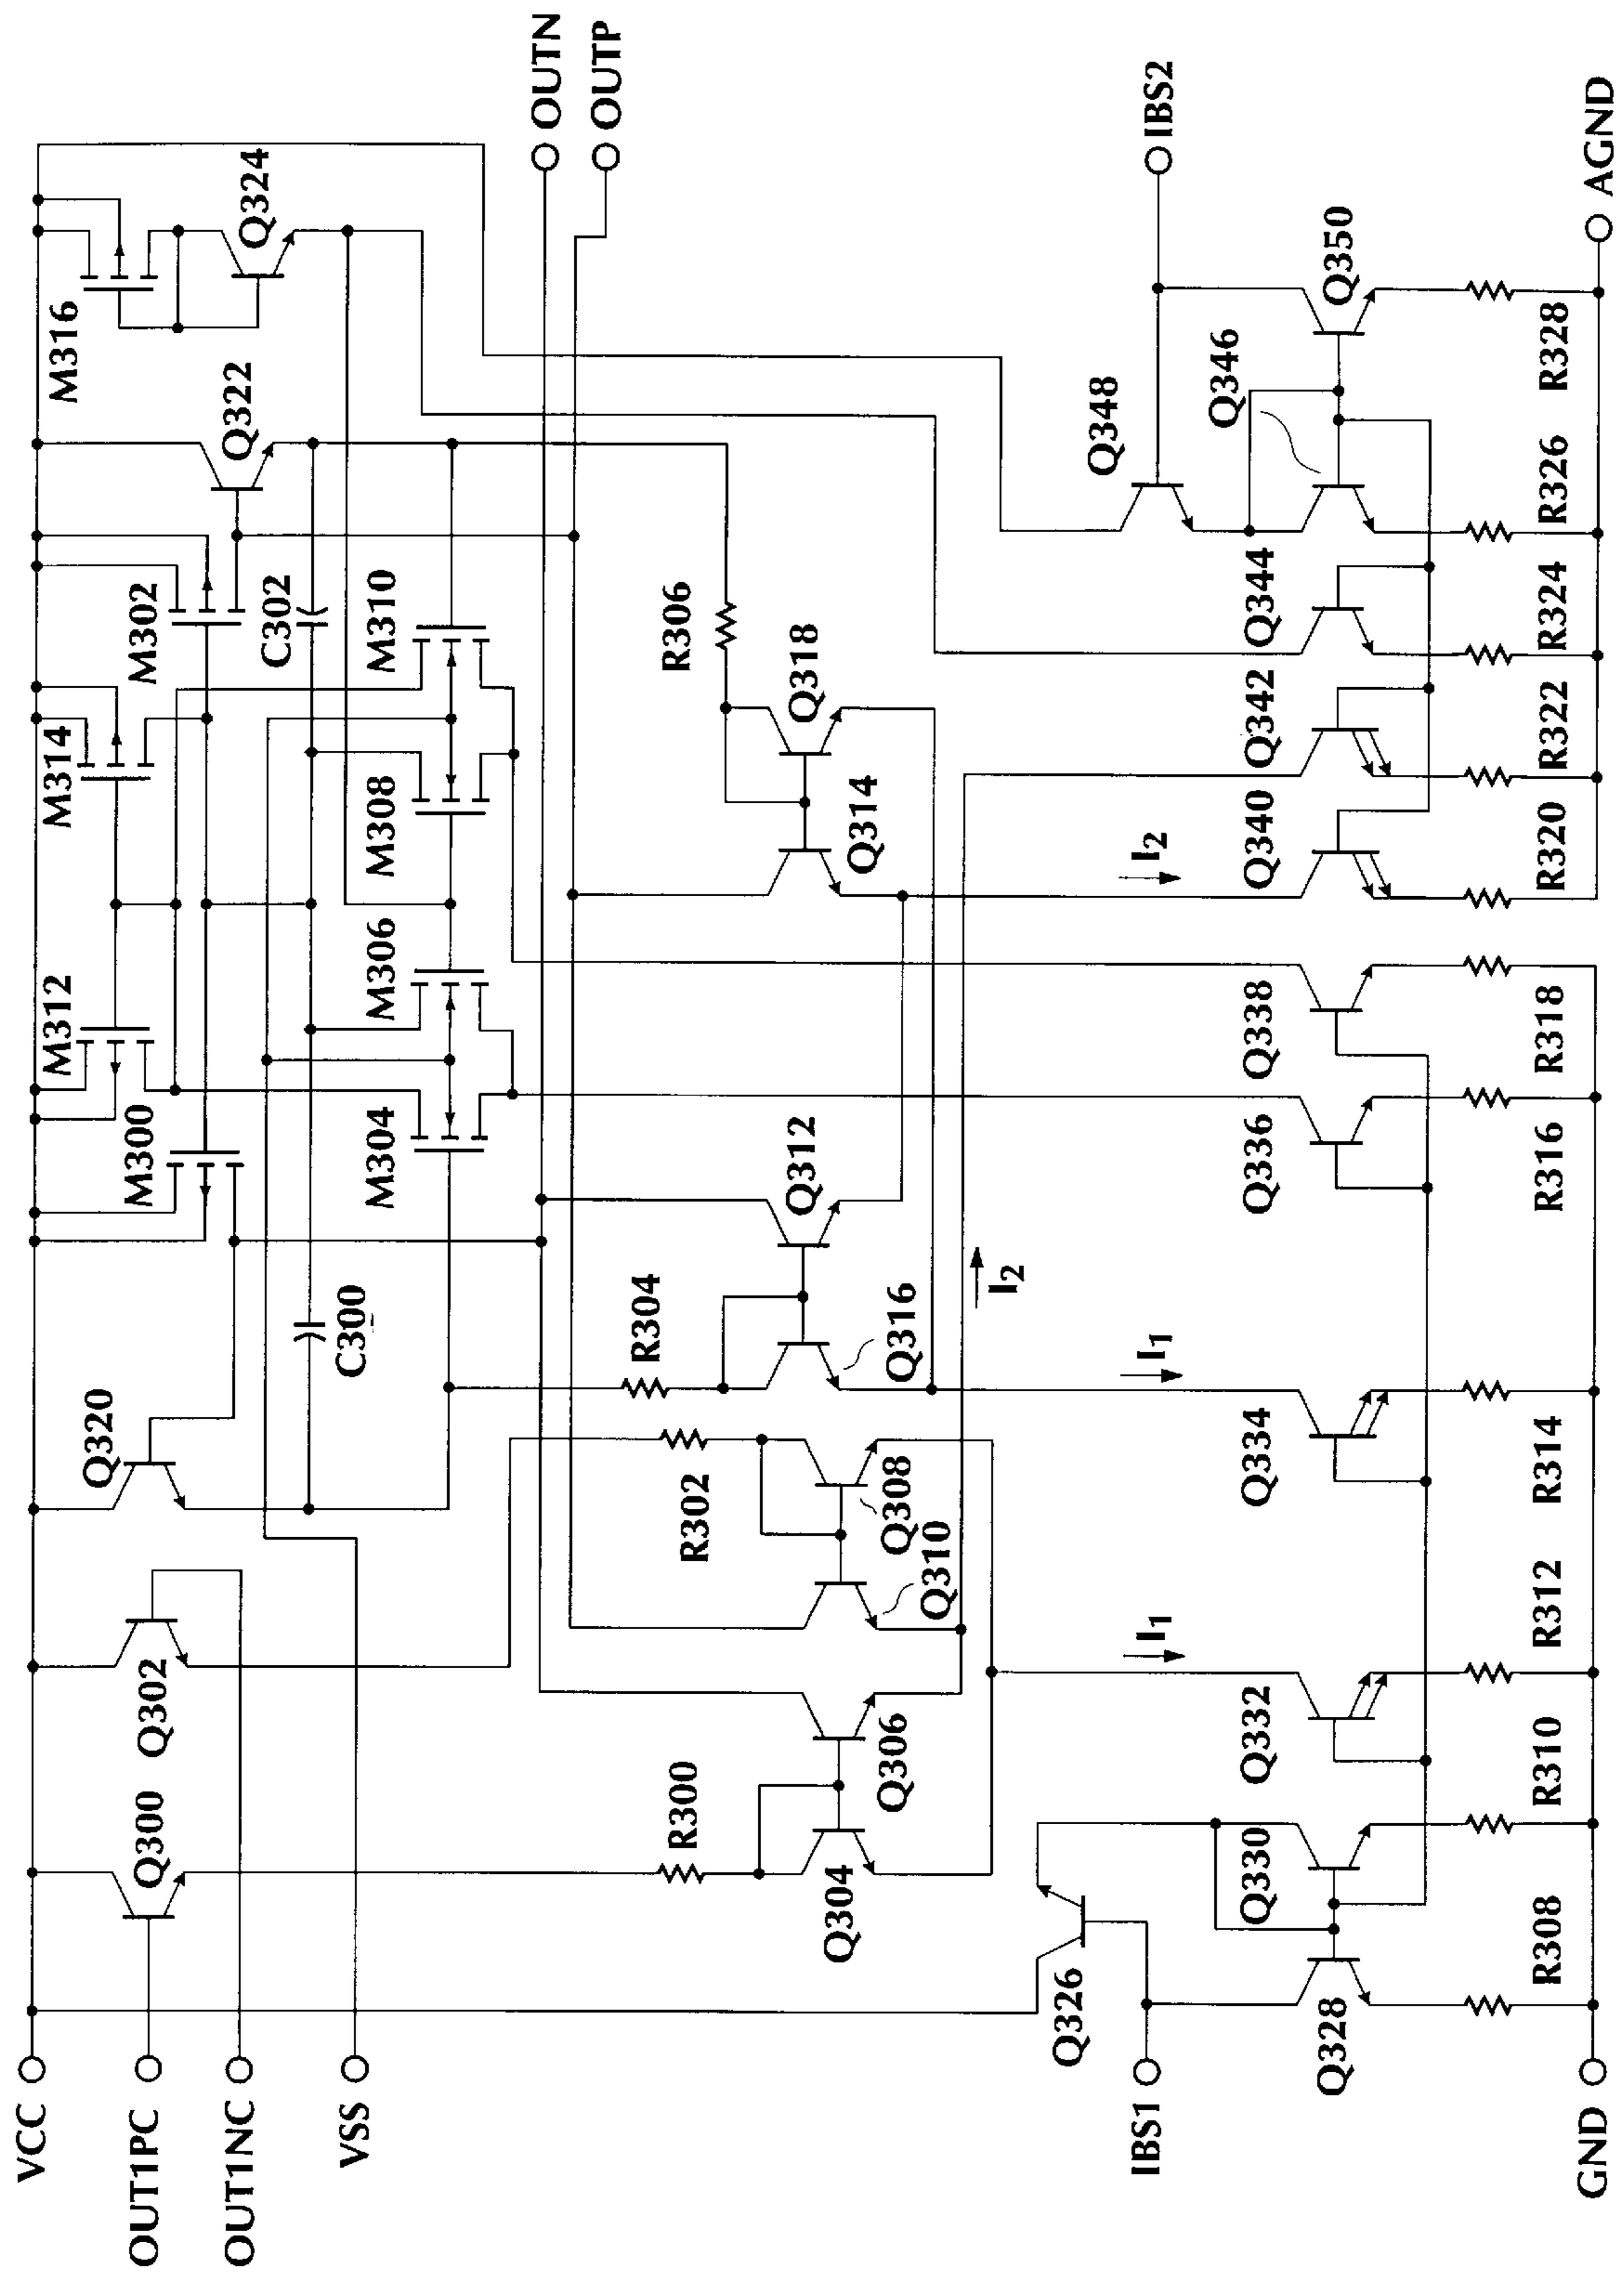 VCC
OUT1PC
OUT1NC
VSS
IBS1
GND
OUTN
OUTP
IBS2
AGND
Q300
Q302
Q320
M300
M312
M314
M302
Q322
M316
Q324
C300
C302
M304
M306
M308
M310
R300
R302
R304
R306
Q304
Q306
Q310
Q308
Q316
Q312
Q314
Q318
I1
I1
I2
I2
Q326
Q328
Q330
Q332
Q334
Q336
Q338
Q340
Q342
Q344
Q346
Q348
Q350
R308
R310
R312
R314
R316
R318
R320
R322
R324
R326
R328